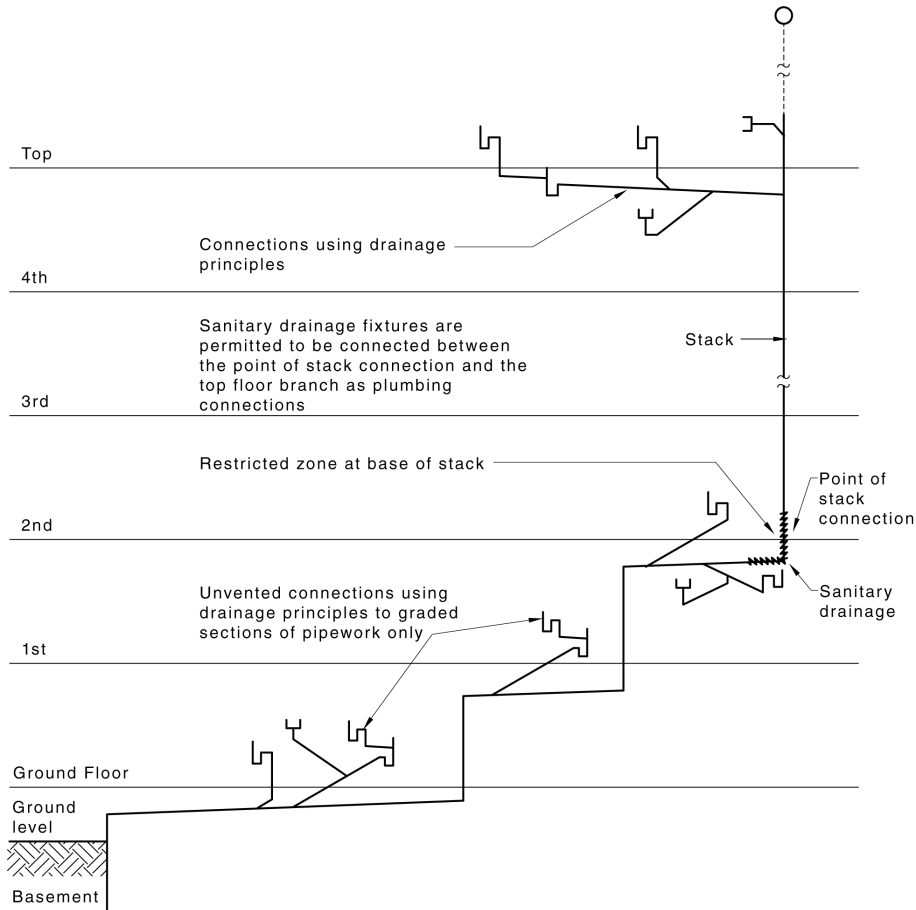 Top
Connections using drainage
principles
4th
Sanitary drainage fixtures are
permitted to be connected between
the point of stack connection and the
top floor branch as plumbing
connections
Stack
3rd
Restricted zone at base of stack
Point of
stack
connection
2nd
Unvented connections using
drainage principles to graded
sections of pipework only
Sanitary
drainage
1st
Ground Floor
Ground
level
Basement